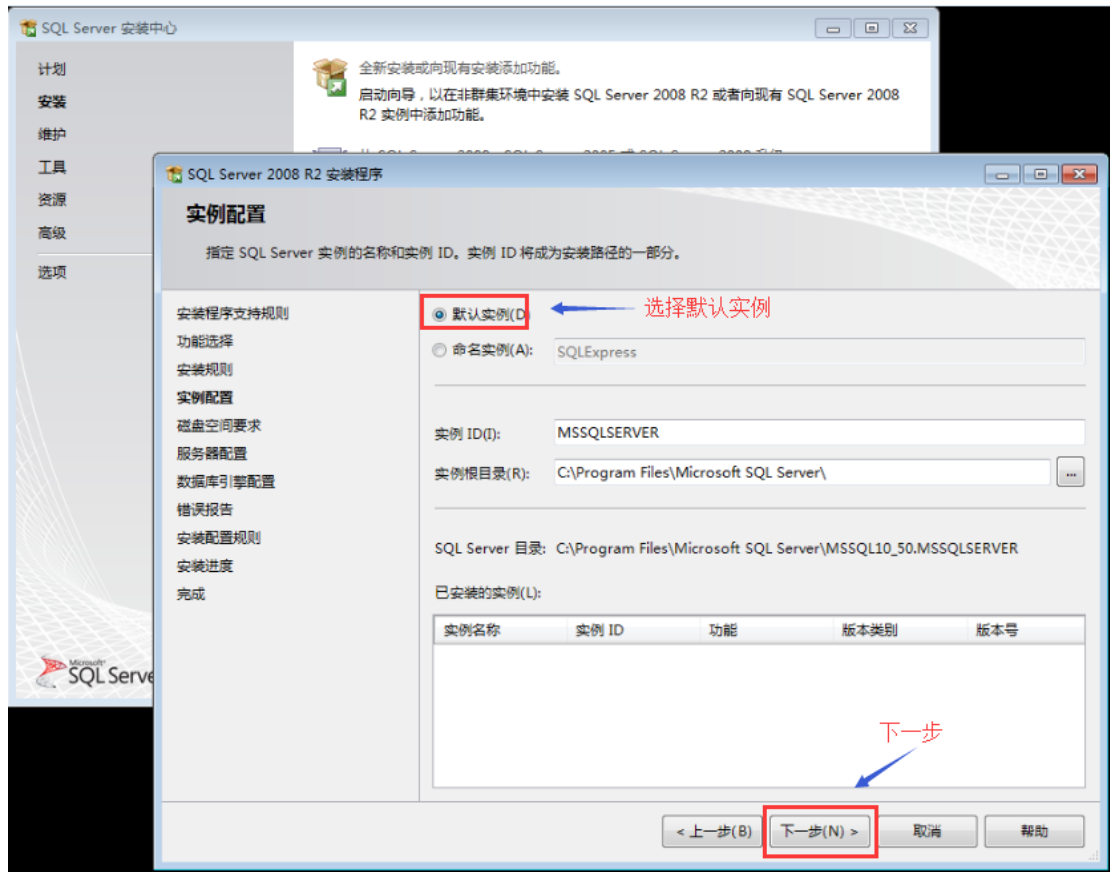 SQL Server 安装中心
计划
安装
维护
工具
资源
高级
选项
全新安装或向现有安装添加功能。
启动向导，以在非群集环境中安装 SQL Server 2008 R2 或者向现有 SQL Server 2008
R2 实例中添加功能。
SQL Server 2008 R2 安装程序
实例配置
指定 SQL Server 实例的名称和实例 ID。实例 ID 将成为安装路径的一部分。
安装程序支持规则
功能选择
安装规则
实例配置
磁盘空间要求
服务器配置
数据库引擎配置
错误报告
安装配置规则
安装进度
完成
默认实例(D
选择默认实例
命名实例(A): SQLExpress
实例 ID(I): MSSQLSERVER
实例根目录(R): C:\Program Files\Microsoft SQL Server\
...
SQL Server 目录: C:\Program Files\Microsoft SQL Server\MSSQL10_50.MSSQLSERVER
已安装的实例(L):
实例名称 实例 ID 功能 版本类别 版本号
Microsoft
SQL Serve
下一步
< 上一步(B) 下一步(N) > 取消 帮助